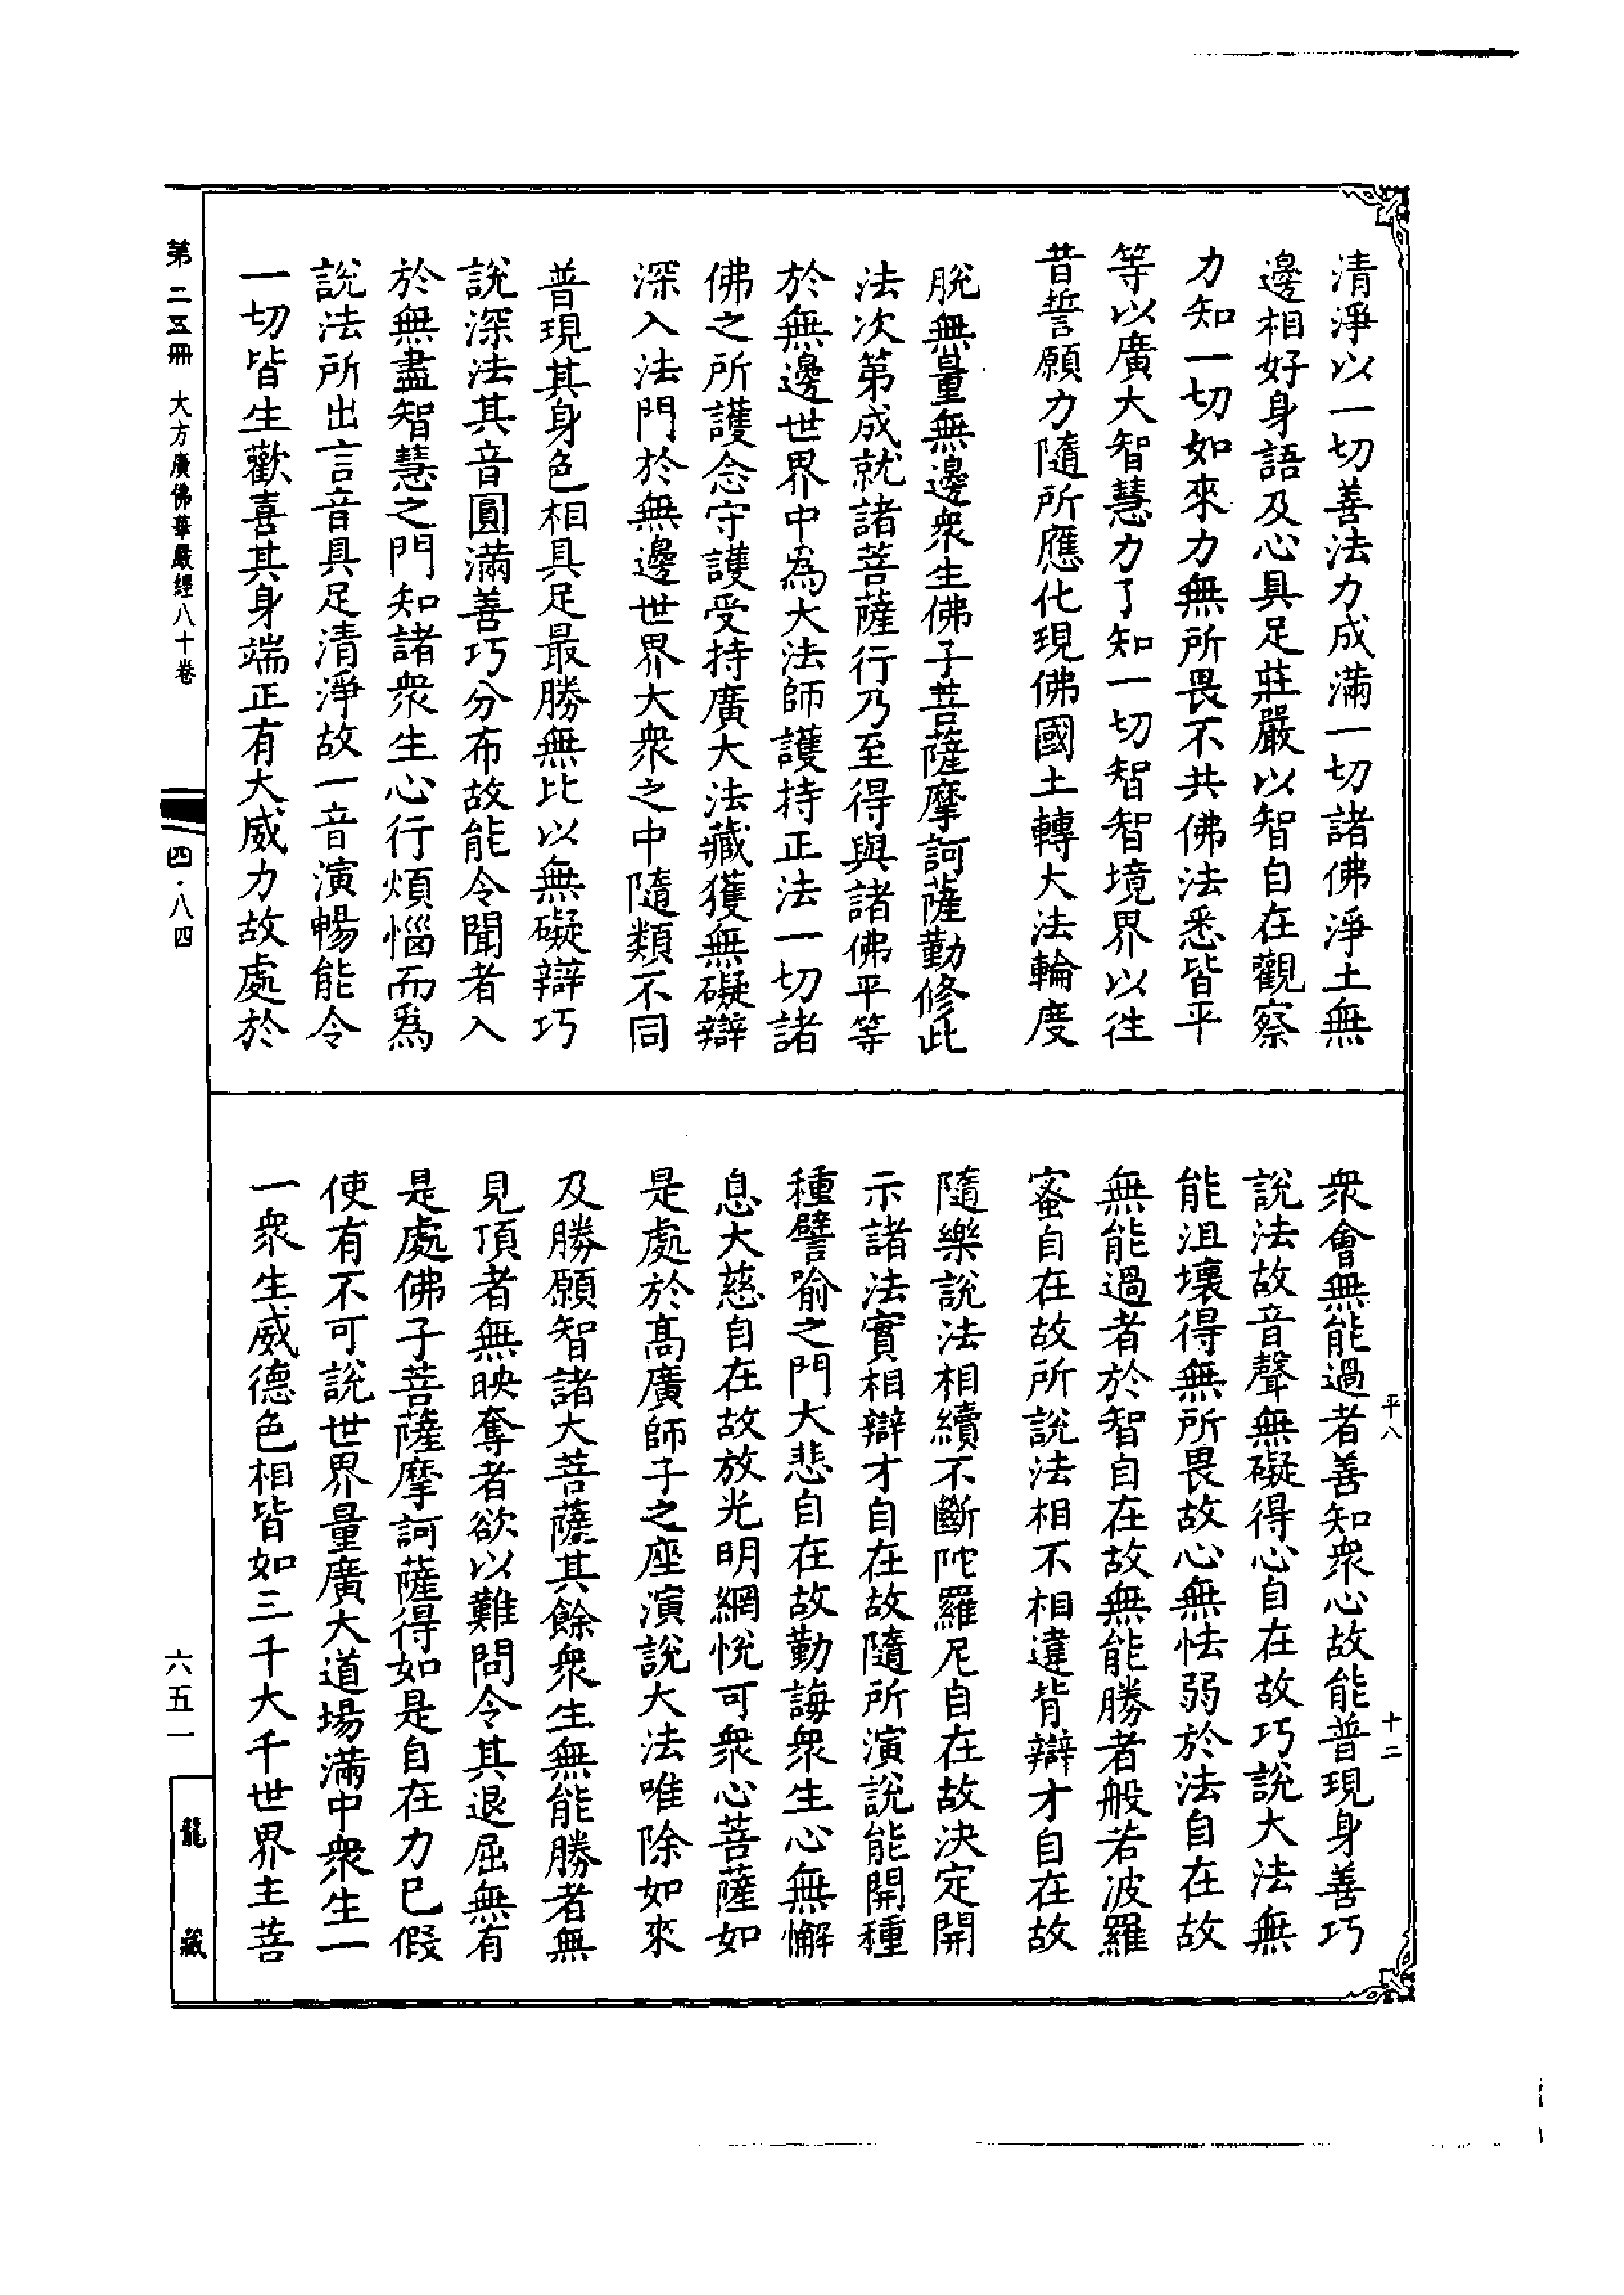 清淨以一切善法力成滿一切諸佛淨土無
邊相好身語及心具足莊嚴以智自在觀察
力知一切如來力無所畏不共佛法悉皆平
等以廣大智慧力了知一切智智境界以往
昔誓願力隨所應化現佛國土轉大法輪度
脫無量無邊衆生佛子菩薩摩訶薩勤修此
法次第成就諸菩薩行乃至得與諸佛平等
於無邊世界中為大法師護持正法一切諸
佛之所護念守護受持廣大法藏獲無礙辯
深入法門於無邊世界大衆之中隨類不同
普現其身色相具足最勝無比以無礙辯巧
說深法其音圓滿善巧分布故能令聞者入
於無盡智慧之門知諸衆生心行煩惱而爲
說法所出言音具足清淨故一音演暢能令
一切皆生歡喜其身端正有大威力故處於
衆會無能過者善知衆心故能普現身善巧
說法故音聲無礙得心自在故巧說大法無
能沮壞得無所畏故心無怯弱於法自在故
無能過者於智自在故無能勝者般若波羅
蜜自在故所說法相不相違背辯才自在故
隨樂說法相續不斷陀羅尼自在故決定開
示諸法實相辯才自在故隨所演說能開種
種譬喻之門大悲自在故勤誨衆生心無懈
息大慈自在故放光明網悅可衆心菩薩如
是處於高廣師子之座演說大法唯除如來
及勝願智諸大菩薩其餘衆生無能勝者無
見頂者無映奪者欲以難問令其退屈無有
是處佛子菩薩摩訶薩得如是自在力已假
使有不可說世界量廣大道場滿中衆生一
一衆生威德色相皆如三千大千世界主菩
平八
十二
第二五冊 大方廣佛華嚴經八十卷
四·八四
六五一
龍藏